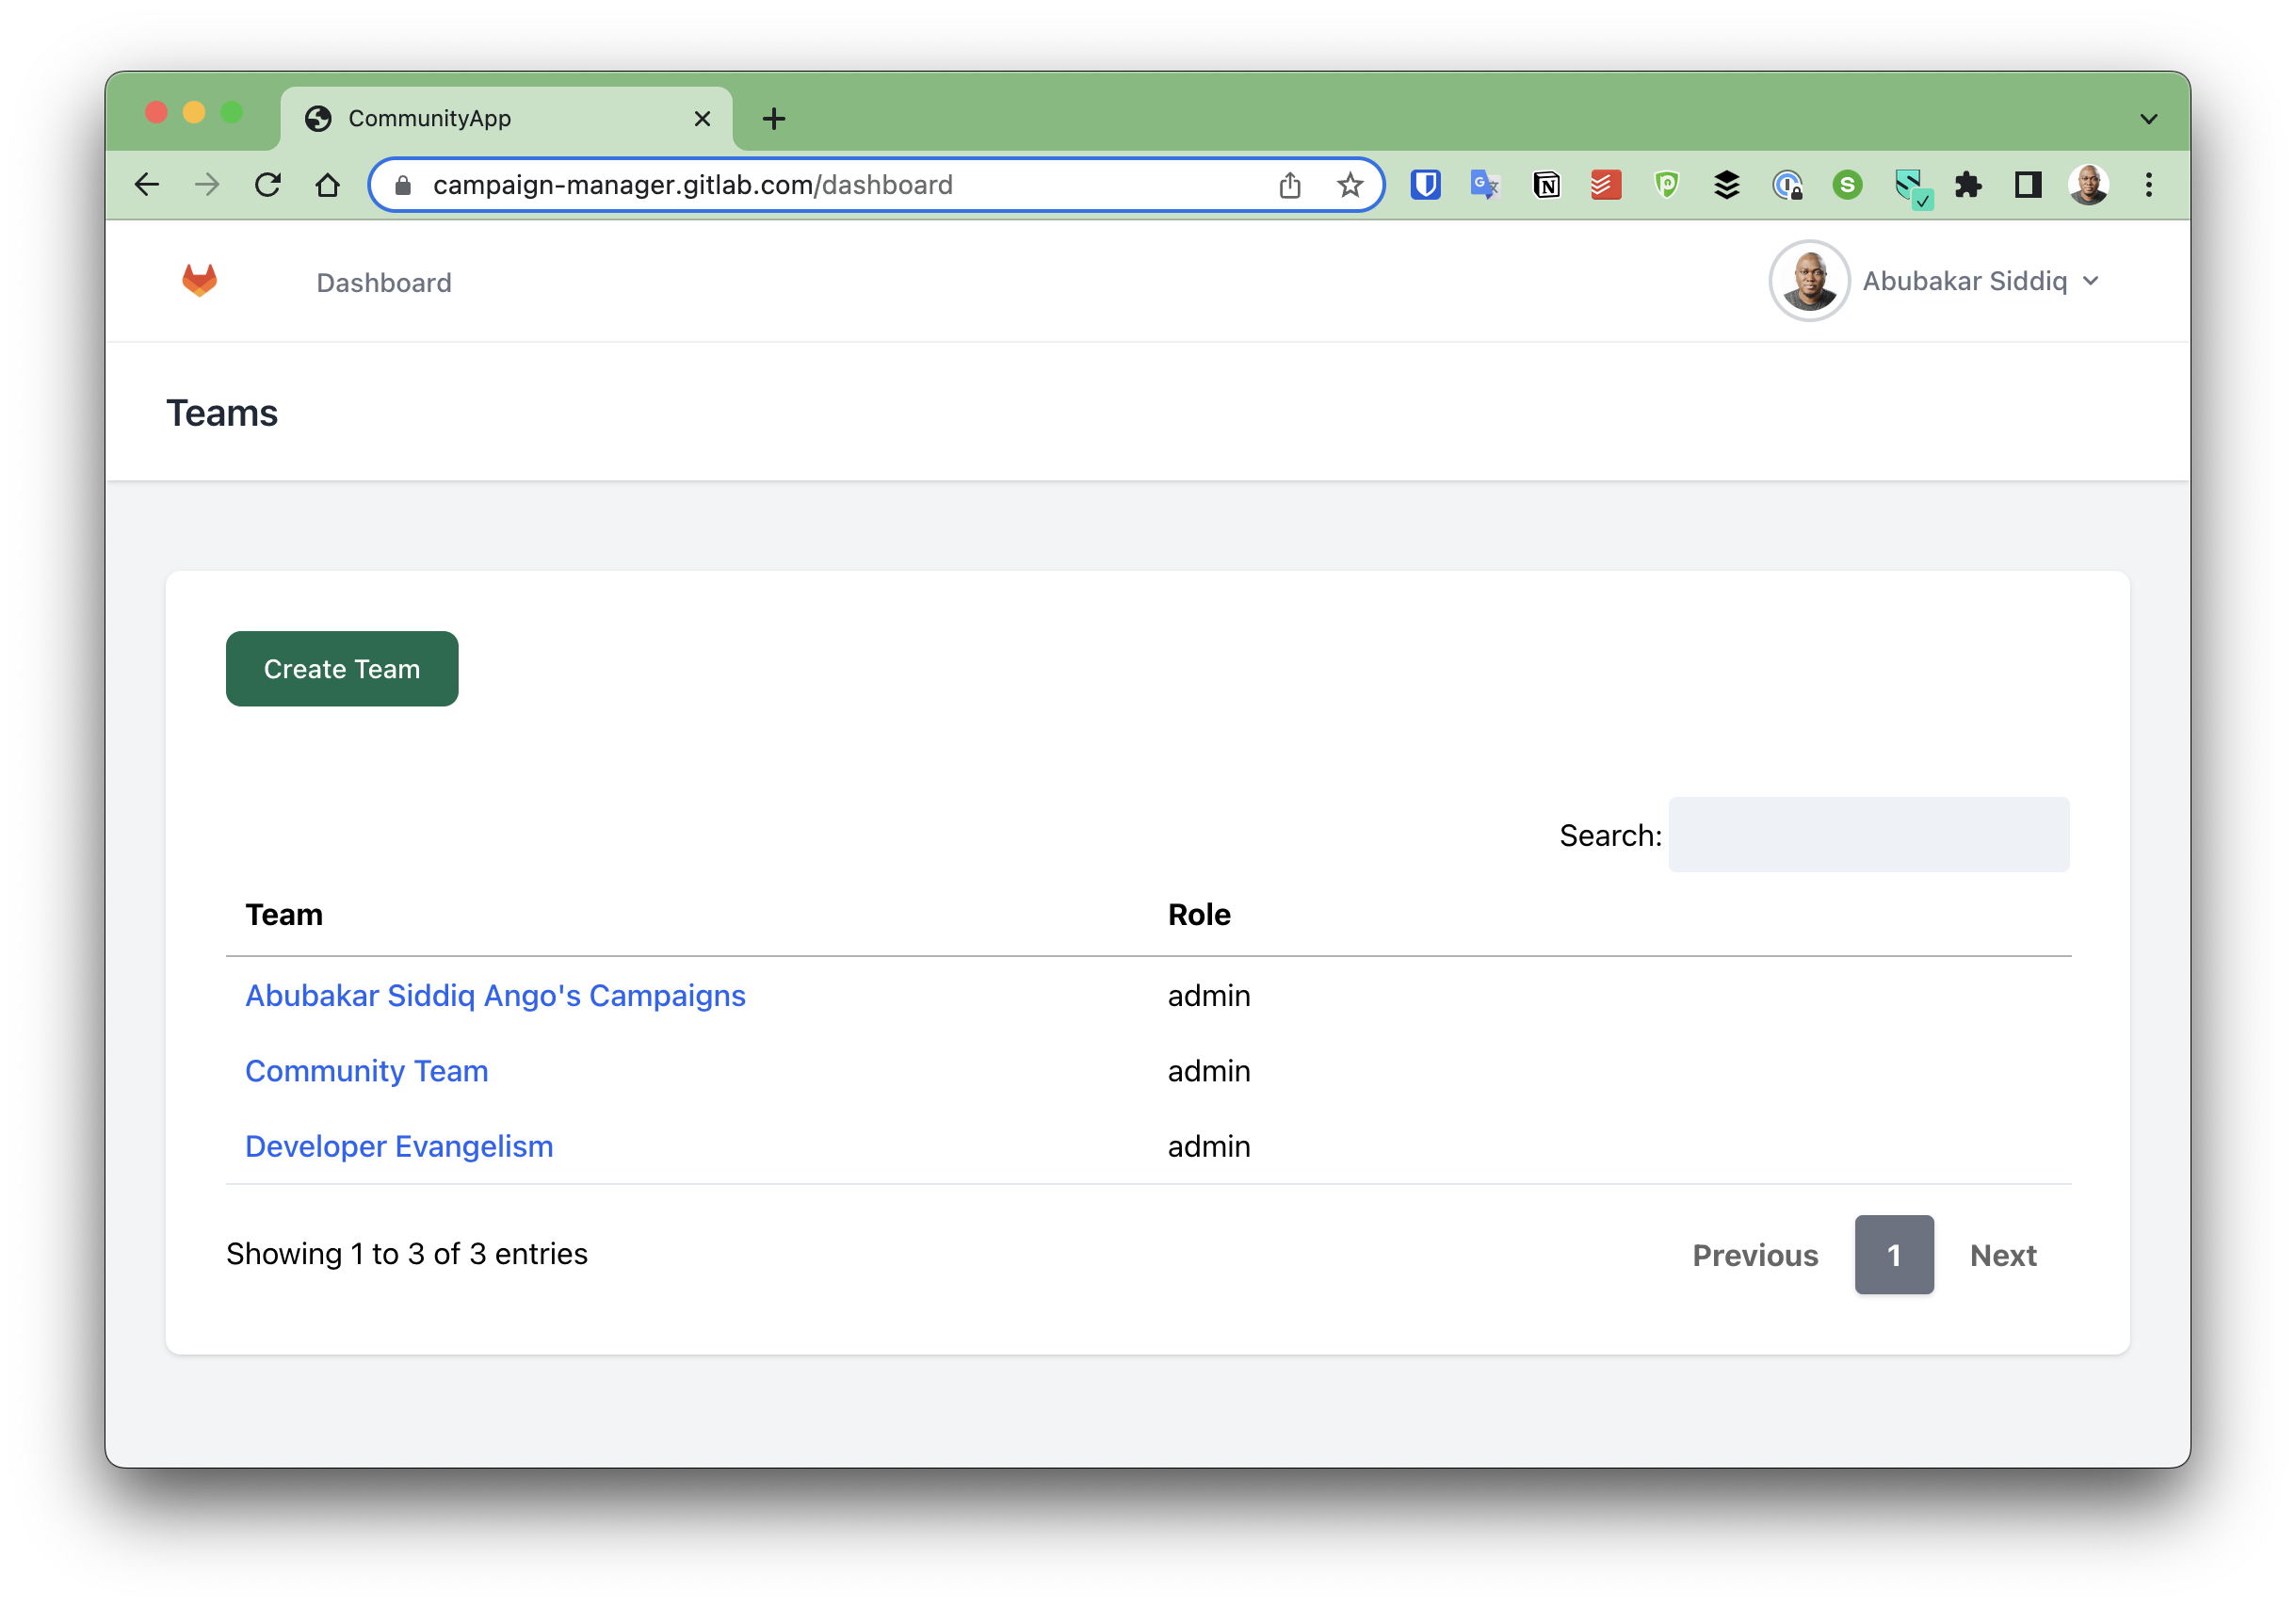 CommunityApp
campaign-manager.gitlab.com/dashboard
Dashboard
Abubakar Siddiq
Teams
Create Team
Search:
Team Role
Abubakar Siddiq Ango's Campaigns admin
Community Team admin
Developer Evangelism admin
Showing 1 to 3 of 3 entries
Previous 1 Next